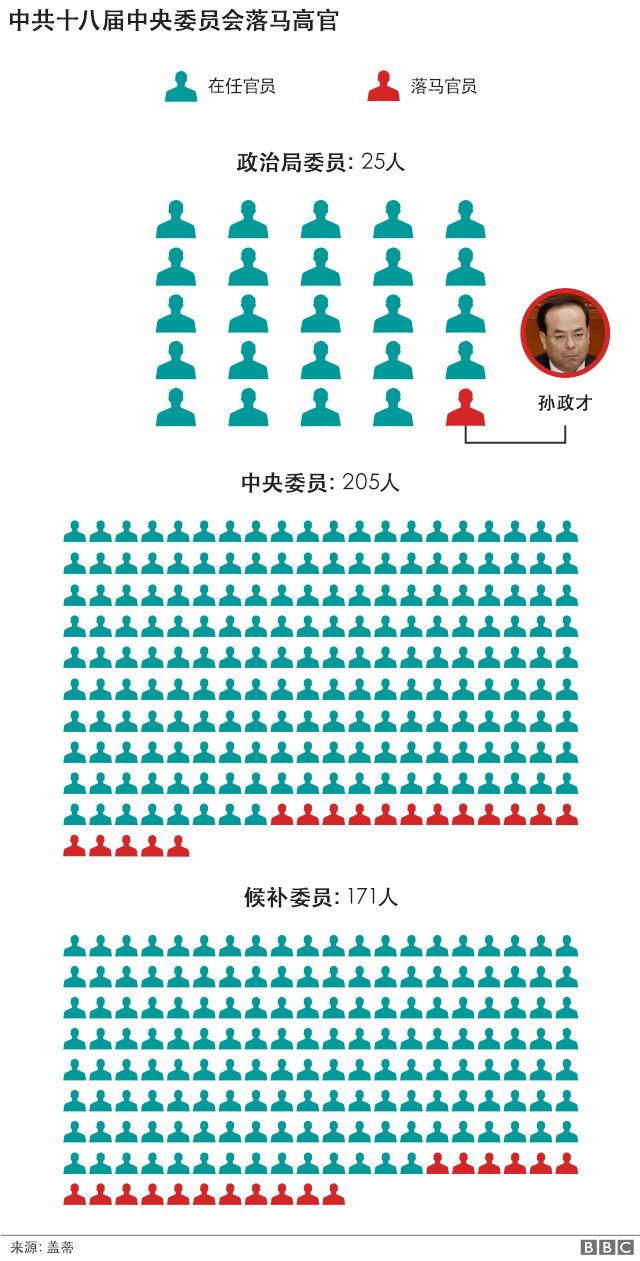 中共十八届中央委员会落马高官
在任官员 落马官员
政治局委员: 25人
孙政才
中央委员: 205人
候补委员: 171人
来源: 盖蒂 BBC